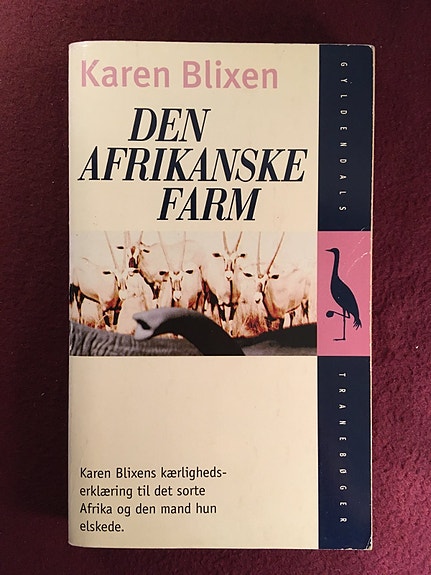 Karen Blixen
DEN
AFRIKANSKE
FARM
GYLDENDALS
TRANEBØGER
Karen Blixens kærligheds-
erklæring til det sorte
Afrika og den mand hun
elskede.